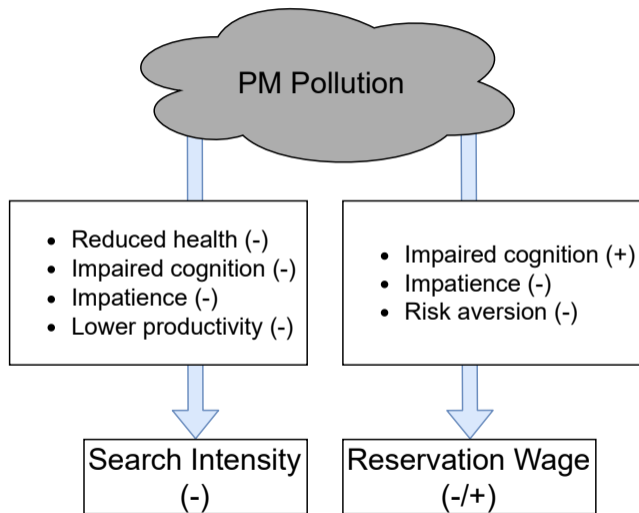 PM Pollution
• Reduced health (-)
• Impaired cognition (-)
• Impatience (-)
• Lower productivity (-)
• Impaired cognition (+)
• Impatience (-)
• Risk aversion (-)
Search Intensity
(-)
Reservation Wage
(-/+)